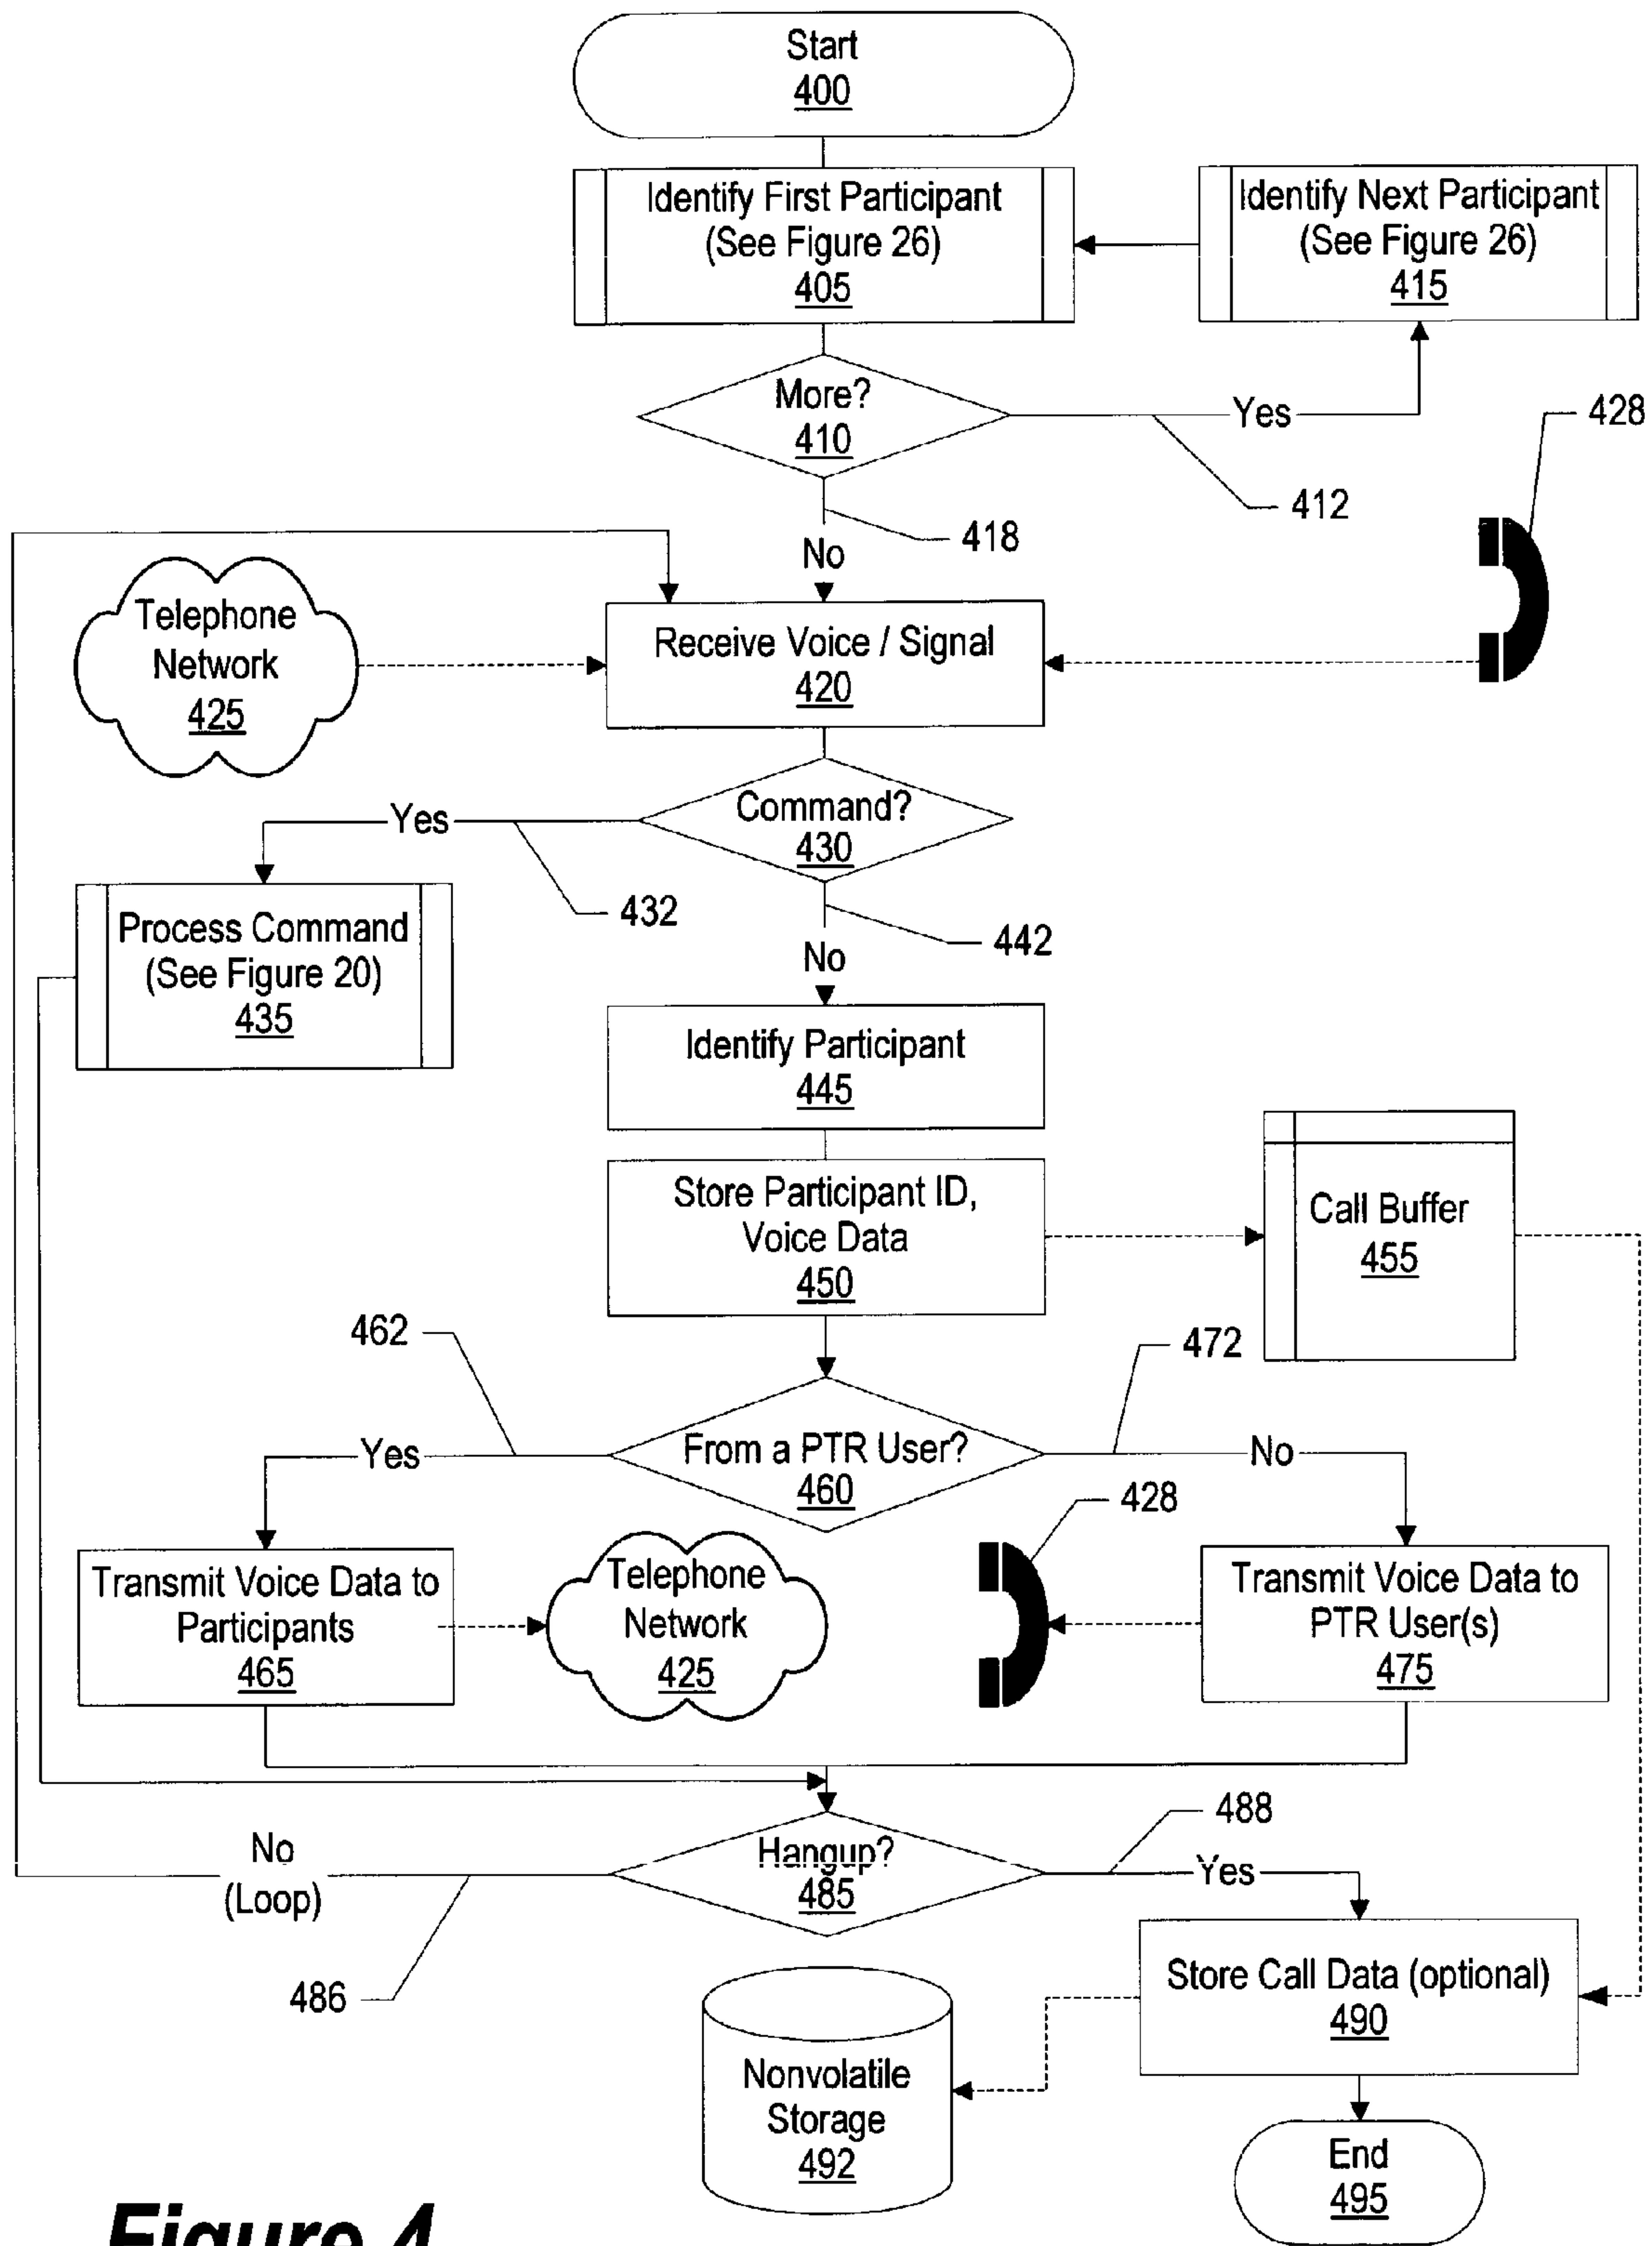 Start
400
Identify First Participant
(See Figure 26)
405
Identify Next Participant
(See Figure 26)
415
More?
410
Yes
428
412
418
No
Telephone
Network
425
Receive Voice / Signal
420
Command?
430
Yes
432
442
No
Process Command
(See Figure 20)
435
Identify Participant
445
Store Participant ID,
Voice Data
450
Call Buffer
455
462
472
From a PTR User?
460
Yes
No
428
Transmit Voice Data to
Participants
465
Telephone
Network
425
Transmit Voice Data to
PTR User(s)
475
Hangup?
485
488
No
(Loop)
Yes
486
Store Call Data (optional)
490
Nonvolatile
Storage
492
End
495
Figure 4